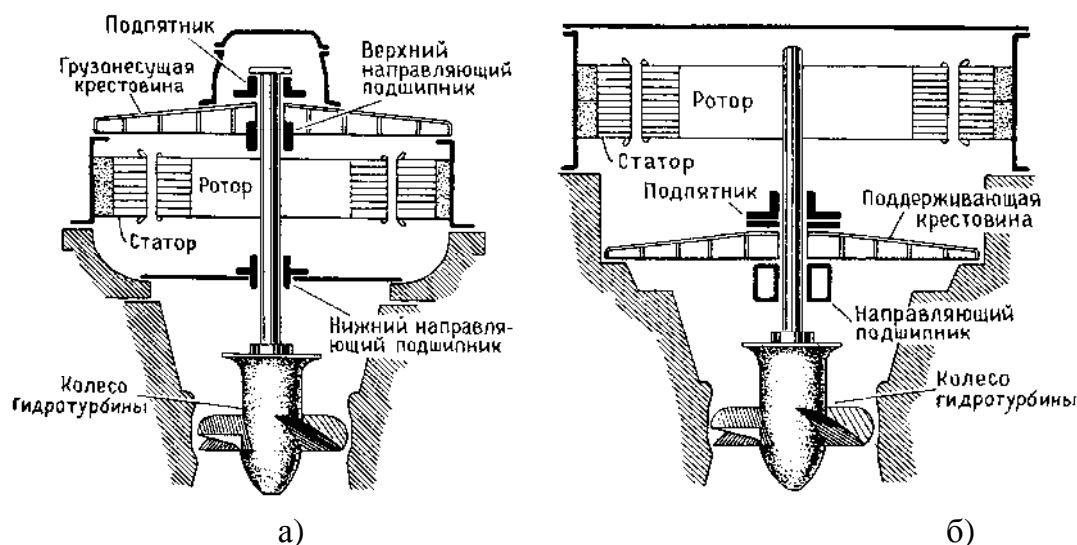 Подпятник
Грузонесущая
крестовина
Верхний
направляющий
подшипник
Ротор
Статор
Нижний направля-
ющий подшипник
Колесо
гидротурбины
а)
Ротор
Статор
Подпятник
Поддерживающая
крестовина
Направляющий
подшипник
Колесо
гидротурбины
б)